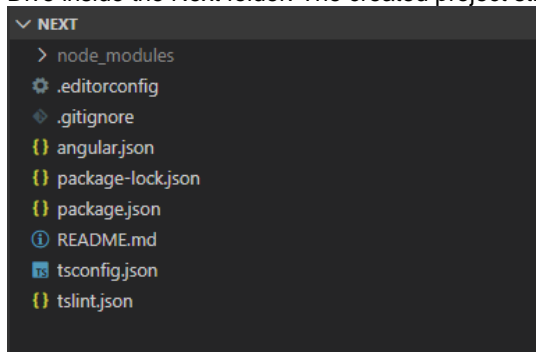 NEXT
node_modules
.editorconfig
.gitignore
angular.json
package-lock.json
package.json
README.md
tsconfig.json
tslint.json